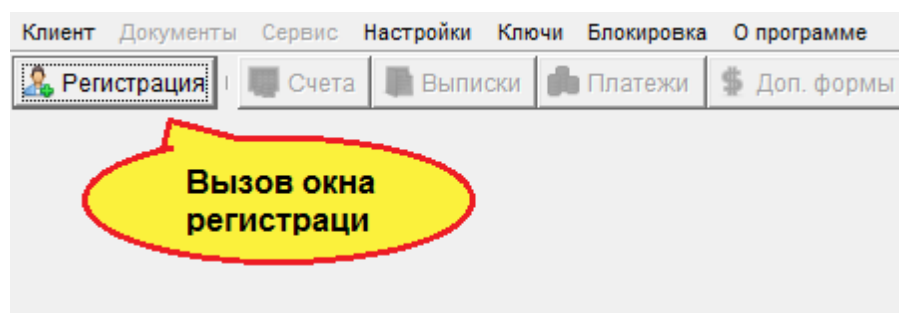 Клиент Документы Сервис Настройки Ключи Блокировка О программе
Регистрация Счета Выписки Платежи $ Доп. формы
Вызов окна
регистраци